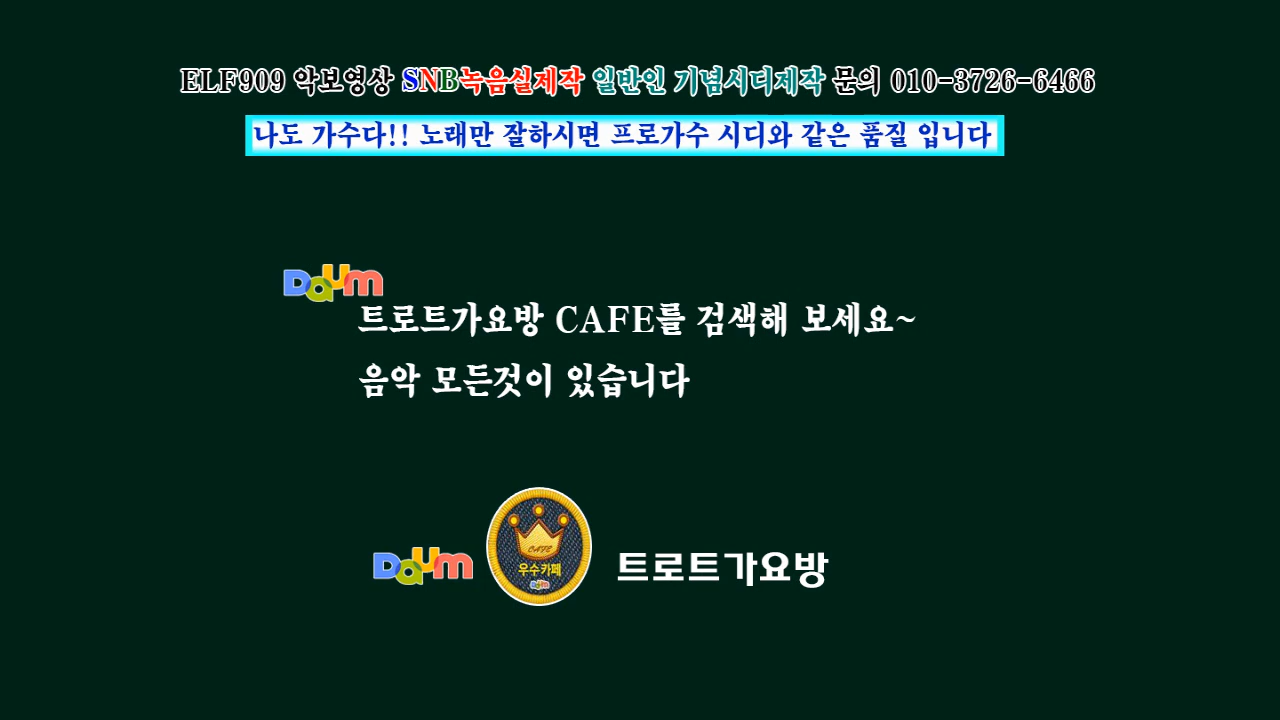 ELF909 악보영상 SNB녹음실제작 일반인 기념시디제작 문의 010-3726-6466
나도 가수다!! 노래만 잘하시면 프로가수 시디와 같은 품질 입니다
Daum
트로트가요방 CAFE를 검색해 보세요~
음악 모든것이 있습니다
CAFE
우수카페
Daum
Daum 트로트가요방